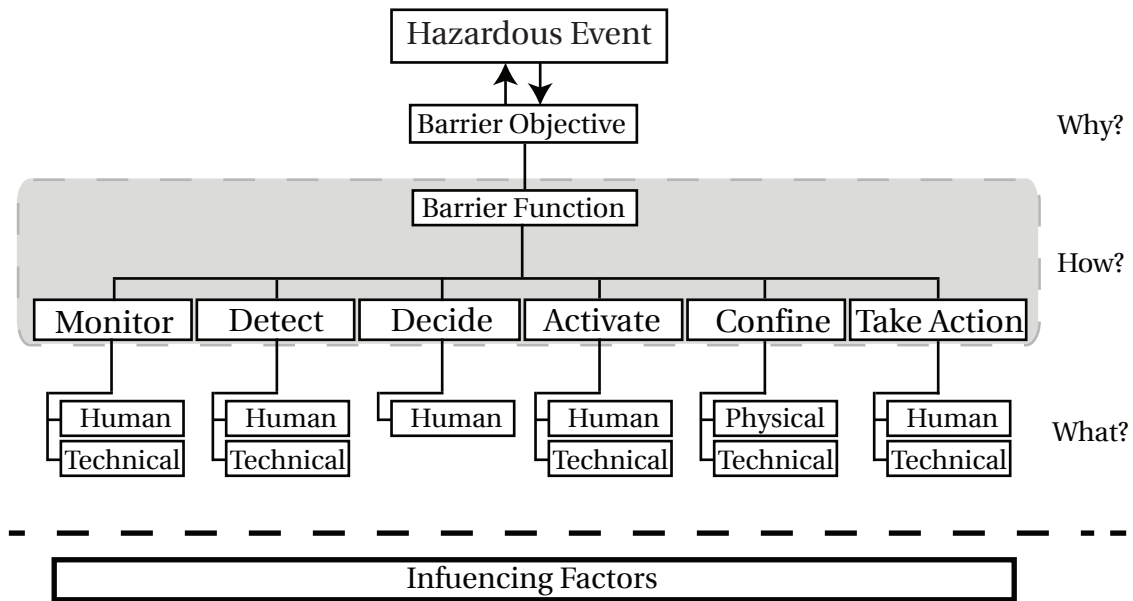 Hazardous Event
Barrier Objective
Why?
Barrier Function
How?
Monitor
Detect
Decide
Activate
Confine
Take Action
Human
Human
Human
Human
Physical
Human
What?
Technical
Technical
Technical
Technical
Technical
Infuencing Factors